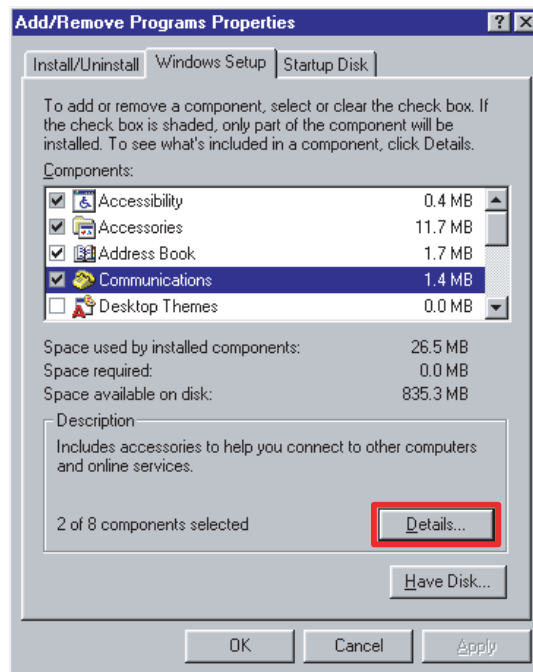 Add/Remove Programs Properties
Install/Uninstall Windows Setup Startup Disk
To add or remove a component, select or clear the check box. If
the check box is shaded, only part of the component will be
installed. To see what's included in a component, click Details.
Components:
Accessibility 0.4 MB
Accessories 11.7 MB
Address Book 1.7 MB
Communications 1.4 MB
Desktop Themes 0.0 MB
Space used by installed components: 26.5 MB
Space required: 0.0 MB
Space available on disk: 835.3 MB
Description
Includes accessories to help you connect to other computers
and online services.
2 of 8 components selected Details...
Have Disk...
OK Cancel Apply